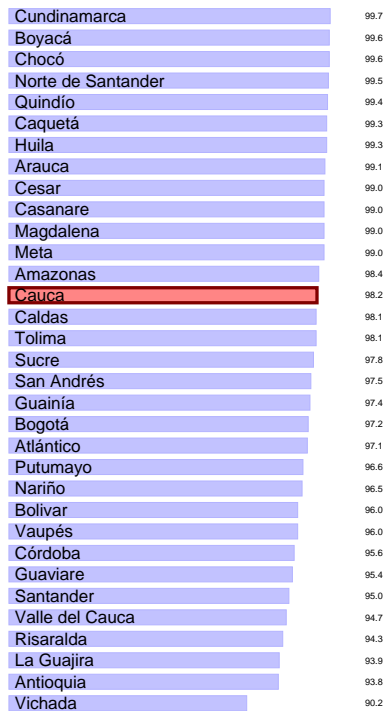 Cundinamarca 99.7
Boyacá 99.6
Chocó 99.6
Norte de Santander 99.5
Quindío 99.4
Caquetá 99.3
Huila 99.3
Arauca 99.1
Cesar 99.0
Casanare 99.0
Magdalena 99.0
Meta 99.0
Amazonas 98.4
Cauca 98.2
Caldas 98.1
Tolima 98.1
Sucre 97.8
San Andrés 97.5
Guainía 97.4
Bogotá 97.2
Atlántico 97.1
Putumayo 96.6
Nariño 96.5
Bolivar 96.0
Vaupés 96.0
Córdoba 95.6
Guaviare 95.4
Santander 95.0
Valle del Cauca 94.7
Risaralda 94.3
La Guajira 93.9
Antioquia 93.8
Vichada 90.2